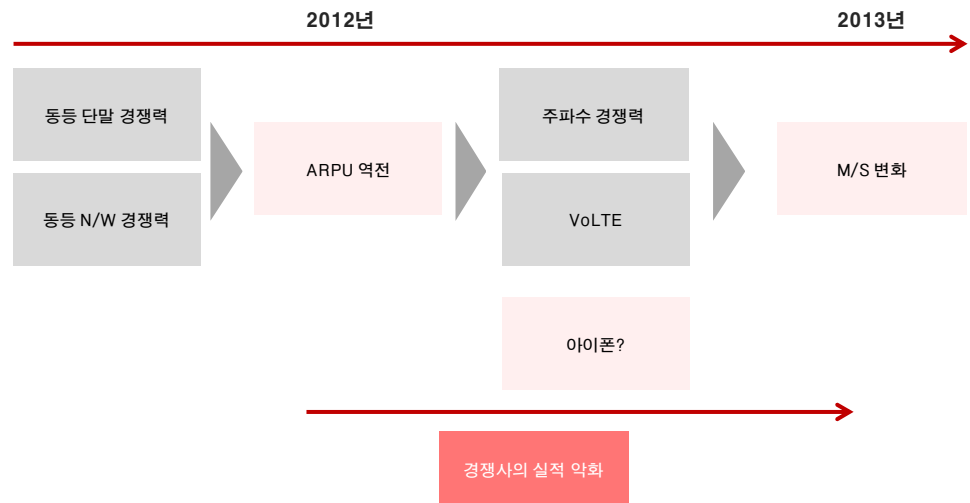 2012년
2013년
동등 단말 경쟁력
동등 N/W 경쟁력
ARPU 역전
주파수 경쟁력
VoLTE
아이폰?
M/S 변화
경쟁사의 실적 악화